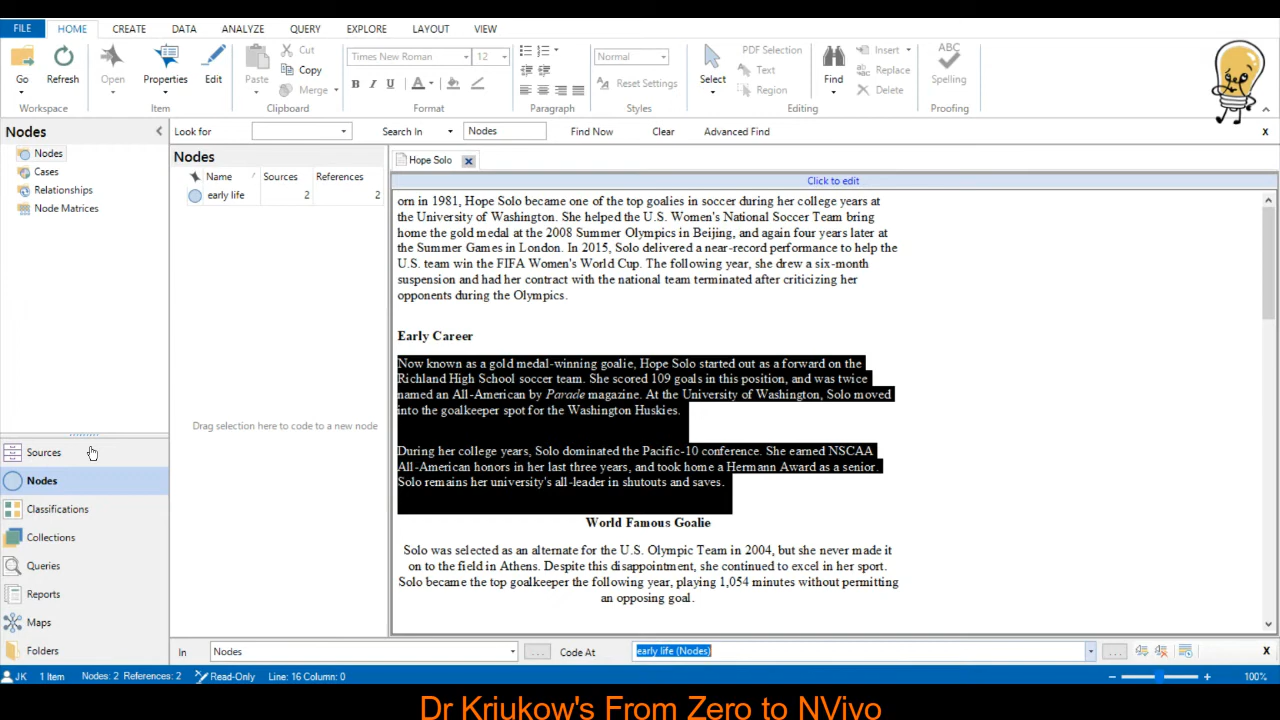 FILE HOME CREATE DATA ANALYZE QUERY EXPLORE LAYOUT VIEW
Go Refresh Open Properties Edit Paste Cut Copy Merge
Times New Roman 12 B I U A
Normal Reset Settings
Select PDF Selection Text Region
Find Insert Replace Delete ABC Spelling
Workspace Item Clipboard Format Paragraph Styles Editing Proofing
Nodes
Nodes
Cases
Relationships
Node Matrices
Sources
Nodes
Classifications
Collections
Queries
Reports
Maps
Folders
Look for Search In Nodes Find Now Clear Advanced Find x
Nodes
Name Sources References
early life 2 2
Drag selection here to code to a new node
Hope Solo x
Click to edit
orn in 1981, Hope Solo became one of the top goalies in soccer during her college years at
the University of Washington. She helped the U.S. Women's National Soccer Team bring
home the gold medal at the 2008 Summer Olympics in Beijing, and again four years later at
the Summer Games in London. In 2015, Solo delivered a near-record performance to help the
U.S. team win the FIFA Women's World Cup. The following year, she drew a six-month
suspension and had her contract with the national team terminated after criticizing her
opponents during the Olympics.
Early Career
Now known as a gold medal-winning goalie, Hope Solo started out as a forward on the
Richland High School soccer team. She scored 109 goals in this position, and was twice
named an All-American by Parade magazine. At the University of Washington, Solo moved
into the goalkeeper spot for the Washington Huskies.
During her college years, Solo dominated the Pacific-10 conference. She earned NSCAA
All-American honors in her last three years, and took home a Hermann Award as a senior.
Solo remains her university's all-leader in shutouts and saves.
World Famous Goalie
Solo was selected as an alternate for the U.S. Olympic Team in 2004, but she never made it
on to the field in Athens. Despite this disappointment, she continued to excel in her sport.
Solo became the top goalkeeper the following year, playing 1,054 minutes without permitting
an opposing goal.
In Nodes ... Code At early life (Nodes) ... X
JK 1 Item Nodes: 2 References: 2 Read-Only Line: 16 Column: 0 100%
Dr Kriukow's From Zero to NVivo